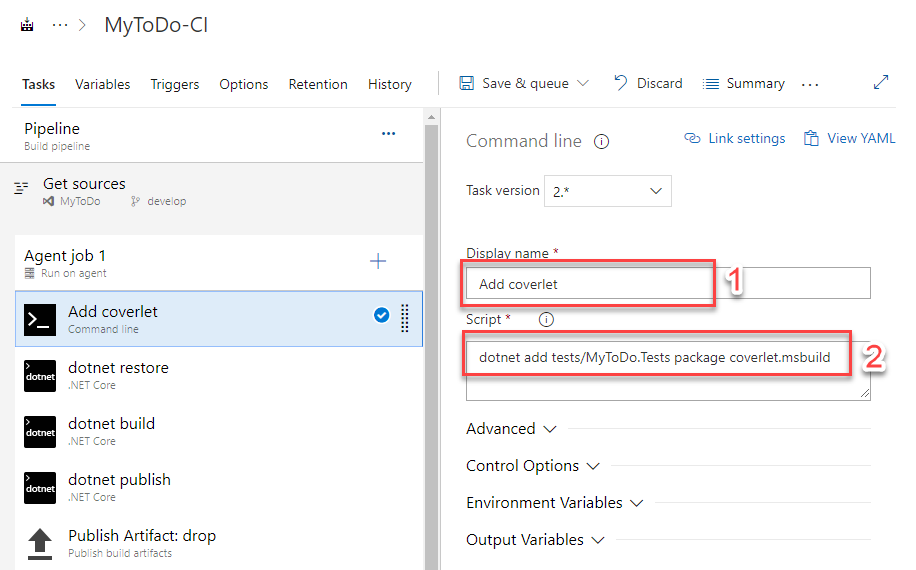 ... > MyToDo-CI
Tasks Variables Triggers Options Retention History Save & queue Discard Summary ...
Pipeline ...
Build pipeline
Get sources
MyToDo develop
Agent job 1
Run on agent
Add coverlet
Command line
dotnet
dotnet restore
.NET Core
dotnet
dotnet build
.NET Core
dotnet
dotnet publish
.NET Core
Publish Artifact: drop
Publish build artifacts
Command line Link settings View YAML
Task version 2.*
Display name *
Add coverlet 1
Script *
dotnet add tests/MyToDo.Tests package coverlet.msbuild 2
Advanced
Control Options
Environment Variables
Output Variables